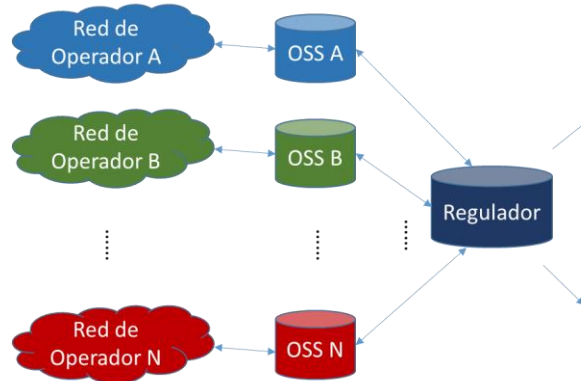 Red de
Operador A
OSS A
Red de
Operador B
OSS B
Regulador
Red de
Operador N
OSS N